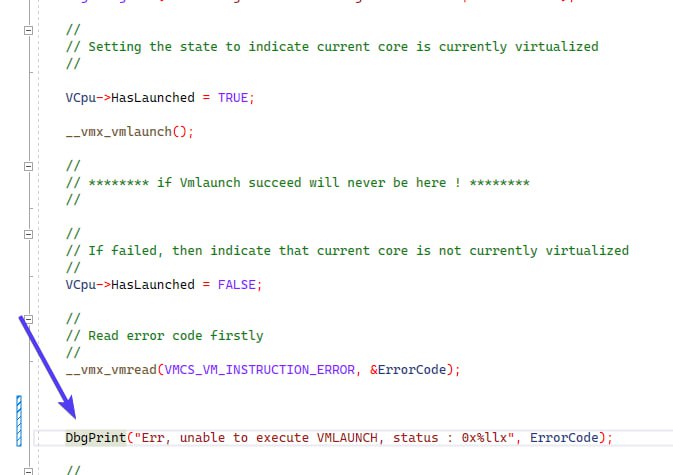 //
// Setting the state to indicate current core is currently virtualized
//
VCpu->HasLaunched = TRUE;
__vmx_vmlaunch();
//
// ******** if Vmlaunch succeed will never be here ! ********
//
//
// If failed, then indicate that current core is not currently virtualized
//
VCpu->HasLaunched = FALSE;
//
// Read error code firstly
//
__vmx_vmread(VMCS_VM_INSTRUCTION_ERROR, &ErrorCode);
DbgPrint("Err, unable to execute VMLAUNCH, status : 0x%llx", ErrorCode);
//